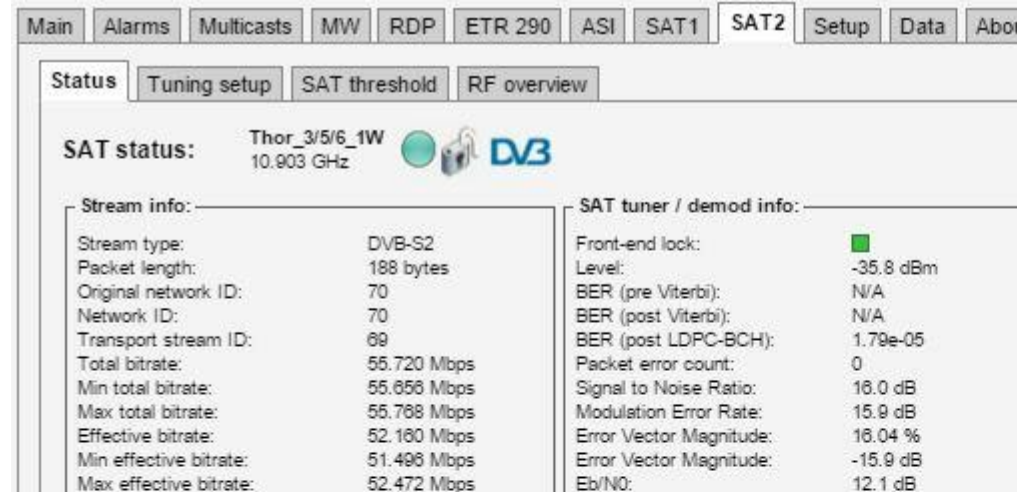 Main Alarms Multicasts MW RDP ETR 290 ASI SAT1 SAT2 Setup Data Abou
Status Tuning setup SAT threshold RF overview
SAT status:
Thor_3/5/6_1W
10.903 GHz
DVB
Stream info:
Stream type: DVB-S2
Packet length: 188 bytes
Original network ID: 70
Network ID: 70
Transport stream ID: 69
Total bitrate: 55.720 Mbps
Min total bitrate: 55.656 Mbps
Max total bitrate: 55.768 Mbps
Effective bitrate: 52.160 Mbps
Min effective bitrate: 51.496 Mbps
Max effective bitrate: 52.472 Mbps
SAT tuner / demod info:
Front-end lock:
Level: -35.8 dBm
BER (pre Viterbi): N/A
BER (post Viterbi): N/A
BER (post LDPC-BCH): 1.79e-05
Packet error count: 0
Signal to Noise Ratio: 16.0 dB
Modulation Error Rate: 15.9 dB
Error Vector Magnitude: 16.04 %
Error Vector Magnitude: -15.9 dB
Eb/N0: 12.1 dB